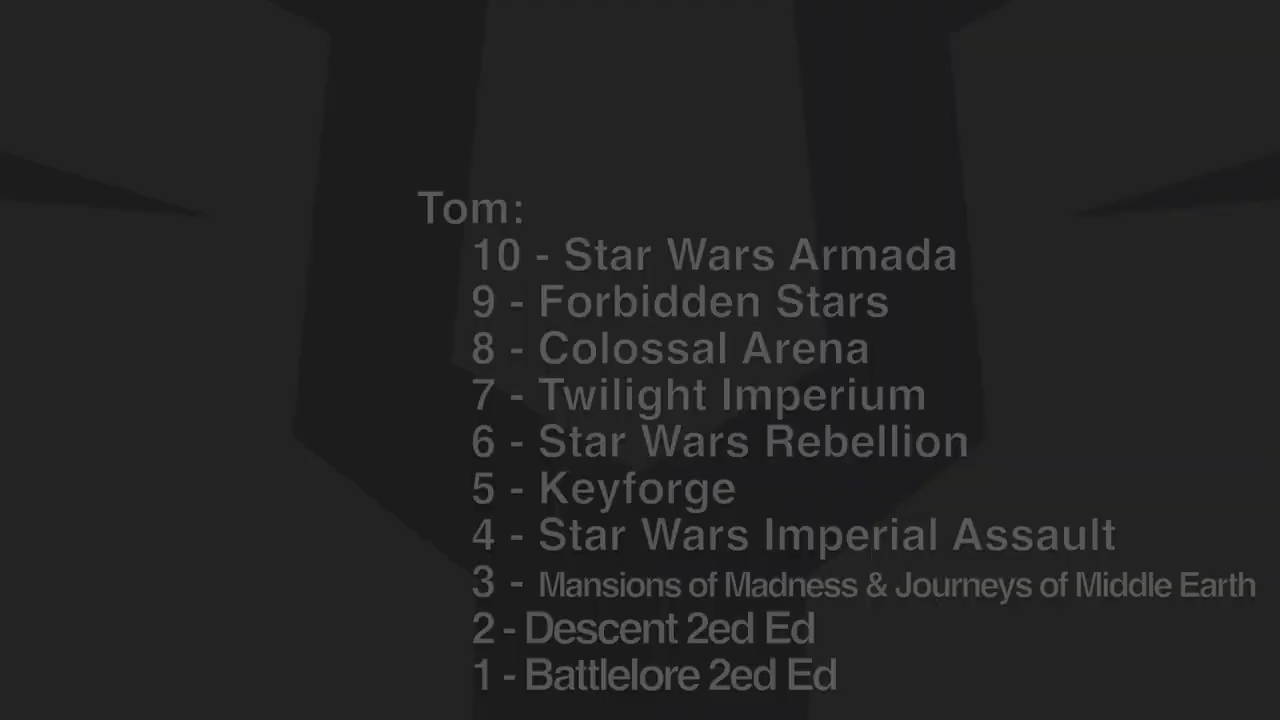 Tom:
10 - Star Wars Armada
9 - Forbidden Stars
8 - Colossal Arena
7 - Twilight Imperium
6 - Star Wars Rebellion
5 - Keyforge
4 - Star Wars Imperial Assault
3 - Mansions of Madness & Journeys of Middle Earth
2 - Descent 2ed Ed
1 - Battlelore 2ed Ed